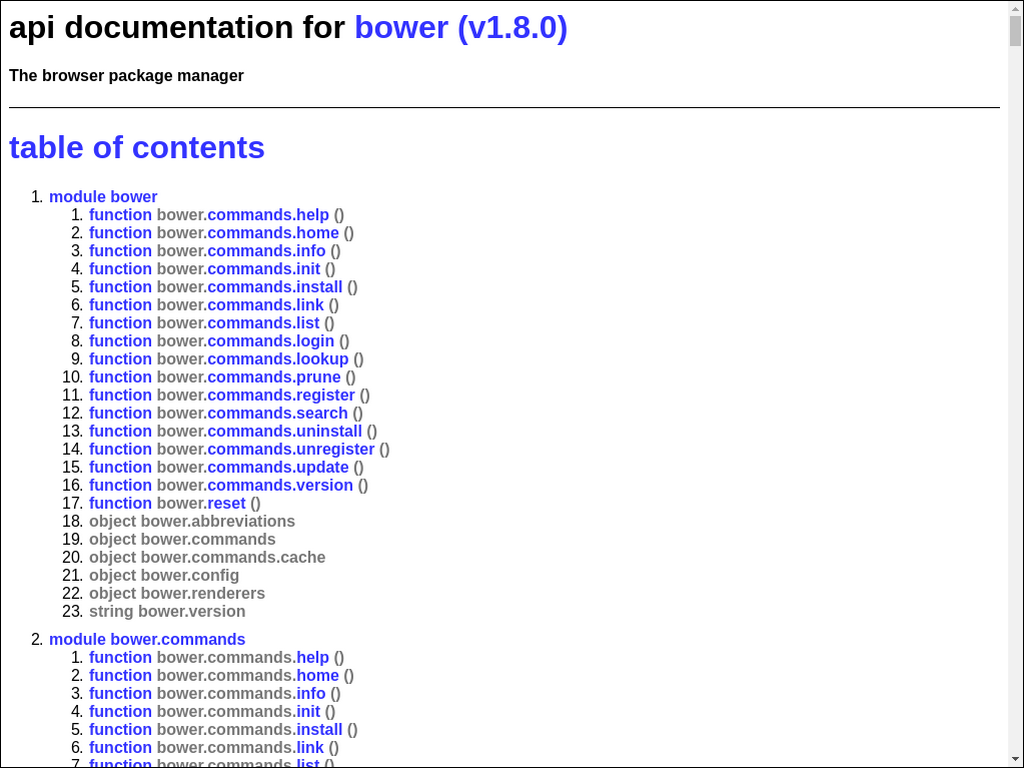 api documentation for bower (v1.8.0)
The browser package manager
table of contents
1. module bower
1. function bower.commands.help ()
2. function bower.commands.home ()
3. function bower.commands.info ()
4. function bower.commands.init ()
5. function bower.commands.install ()
6. function bower.commands.link ()
7. function bower.commands.list ()
8. function bower.commands.login ()
9. function bower.commands.lookup ()
10. function bower.commands.prune ()
11. function bower.commands.register ()
12. function bower.commands.search ()
13. function bower.commands.uninstall ()
14. function bower.commands.unregister ()
15. function bower.commands.update ()
16. function bower.commands.version ()
17. function bower.reset ()
18. object bower.abbreviations
19. object bower.commands
20. object bower.commands.cache
21. object bower.config
22. object bower.renderers
23. string bower.version
2. module bower.commands
1. function bower.commands.help ()
2. function bower.commands.home ()
3. function bower.commands.info ()
4. function bower.commands.init ()
5. function bower.commands.install ()
6. function bower.commands.link ()
7. function bower.commands.list ()